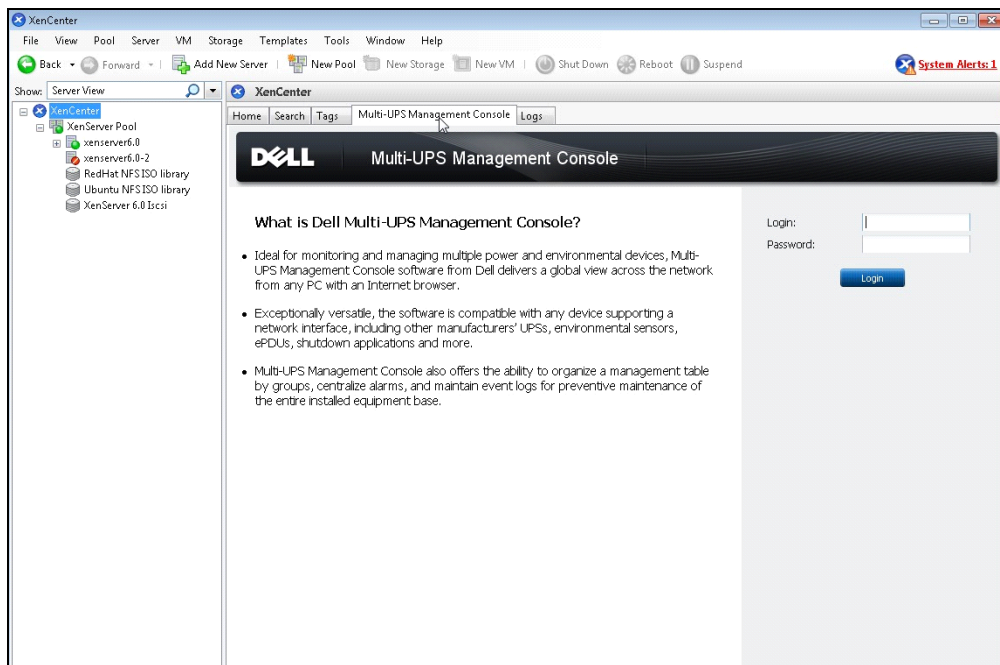 XenCenter
File View Pool Server VM Storage Templates Tools Window Help
Back Forward Add New Server New Pool New Storage New VM Shut Down Reboot Suspend System Alerts: 1
Show: Server View
XenCenter
XenServer Pool
xenserver6.0
xenserver6.0-2
RedHat NFS ISO library
Ubuntu NFS ISO library
XenServer 6.0 Iscsi
XenCenter
Home Search Tags Multi-UPS Management Console Logs
DELL Multi-UPS Management Console
What is Dell Multi-UPS Management Console?
• Ideal for monitoring and managing multiple power and environmental devices, Multi-
UPS Management Console software from Dell delivers a global view across the network
from any PC with an Internet browser.
• Exceptionally versatile, the software is compatible with any device supporting a
network interface, including other manufacturers' UPSs, environmental sensors,
ePDUs, shutdown applications and more.
• Multi-UPS Management Console also offers the ability to organize a management table
by groups, centralize alarms, and maintain event logs for preventive maintenance of
the entire installed equipment base.
Login:
Password:
Login